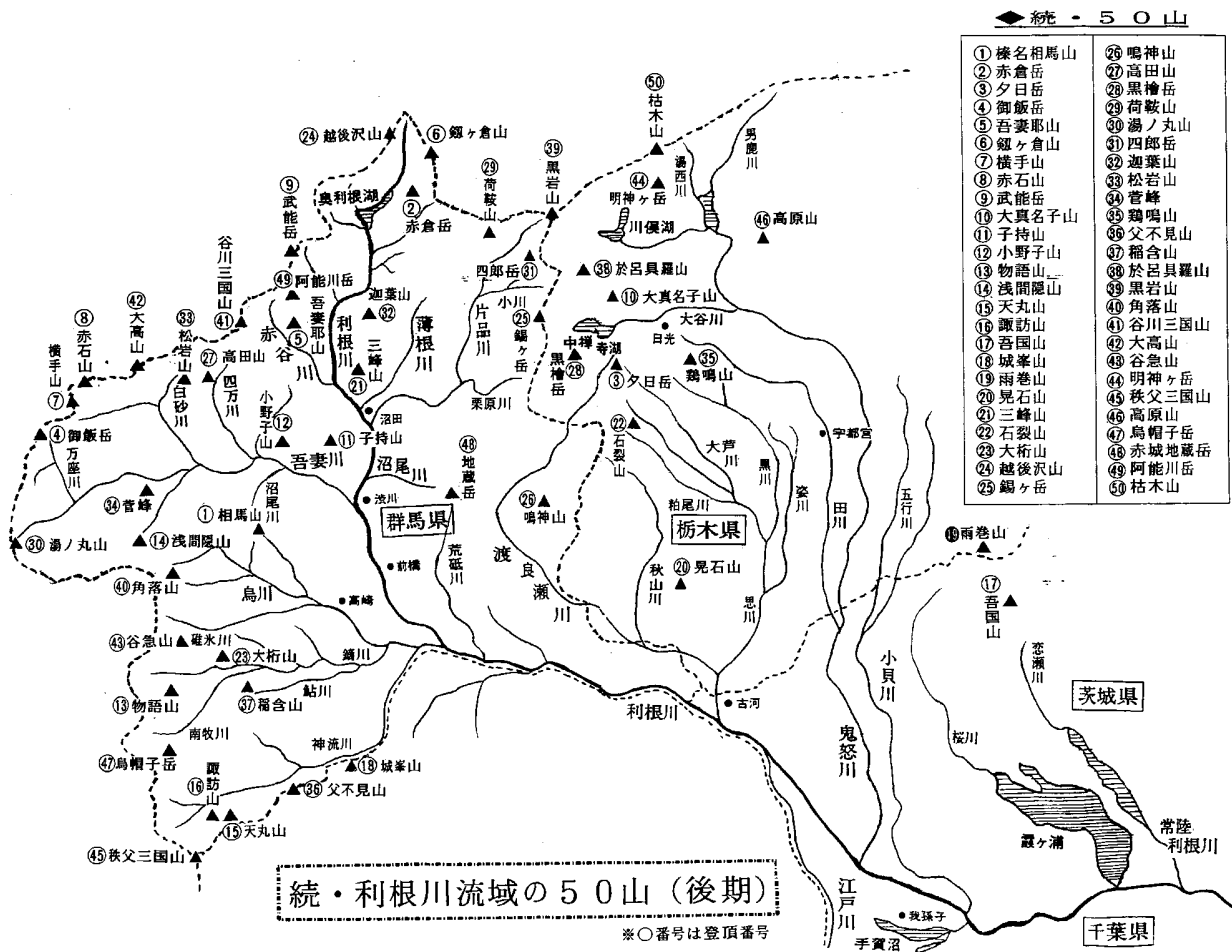 ◆続・50山
①榛名相馬山
②赤倉岳
③夕日岳
④御飯岳
⑤吾妻耶山
⑥剱ヶ倉山
⑦横手山
⑧赤石山
⑨武能岳
⑩大真名子山
⑪子持山
⑫小野子山
⑬物語山
⑭浅間隠山
⑮天丸山
⑯諏訪山
⑰吾国山
⑱城峯山
⑲雨巻山
⑳晃石山
㉑三峰山
㉒石裂山
㉓大桁山
㉔越後沢山
㉕錫ヶ岳
㉖鳴神山
㉗高田山
㉘黒檜岳
㉙荷鞍山
㉚湯ノ丸山
㉛四郎岳
㉜迦葉山
㉝松岩山
㉞菅峰
㉟鶏鳴山
㊱父不見山
㊲稲含山
㊳於呂倶羅山
㊴黒岩山
㊵角落山
㊶谷川三国山
㊷大高山
㊸谷急山
㊹明神ヶ岳
㊺秩父三国山
㊻高原山
㊼烏帽子岳
㊽赤城地蔵岳
㊾阿能川岳
㊿枯木山
㊿枯木山
男鹿川
湯西川
㉔越後沢山
⑥剱ヶ倉山
㊴黒岩山
㉙荷鞍山
㊹明神ヶ岳
⑨武能岳
奥利根湖
②赤倉岳
川俣湖
㊻高原山
谷川三国山㊶
㊾阿能川岳
四郎岳㉛
㊳於呂倶羅山
⑧赤石山
㊷大高山
㉝松岩山
⑤吾妻耶山
赤谷川
利根川
迦葉山㉜
薄根川
片品川
小川
㉕錫ヶ岳
⑩大真名子山
大谷川
日光
中禅寺湖
横手山⑦
㉗高田山
三峰山㉑
黒檜岳㉘
③夕日岳
㉟鶏鳴山
四万川
白砂川
沼田
栗原川
④御飯岳
万座川
小野子山⑫
⑪子持山
吾妻川
沼尾川
㊽地蔵岳
㉒石裂山
大芦川
黒川
宇都宮
㉞菅峰
沼尾川
渋川
群馬県
㉖鳴神山
粕尾川
姿川
田川
五行川
栃木県
①相馬山
㉚湯ノ丸山
⑭浅間隠山
荒砥川
渡良瀬川
⑲雨巻山
㊵角落山
烏川
前橋
高崎
秋山川
⑳晃石山
思川
⑰吾国山
㊸谷急山
碓氷川
㉓大桁山
鏑川
小貝川
恋瀬川
⑬物語山
㊲稲含山
鮎川
利根川
古河
茨城県
南牧川
神流川
鬼怒川
桜川
㊼烏帽子岳
⑱城峯山
⑯諏訪山
㊱父不見山
⑮天丸山
霞ヶ浦
常陸利根川
㊺秩父三国山
続・利根川流域の50山(後期)
江戸川
我孫子
手賀沼
千葉県
※○番号は登頂番号